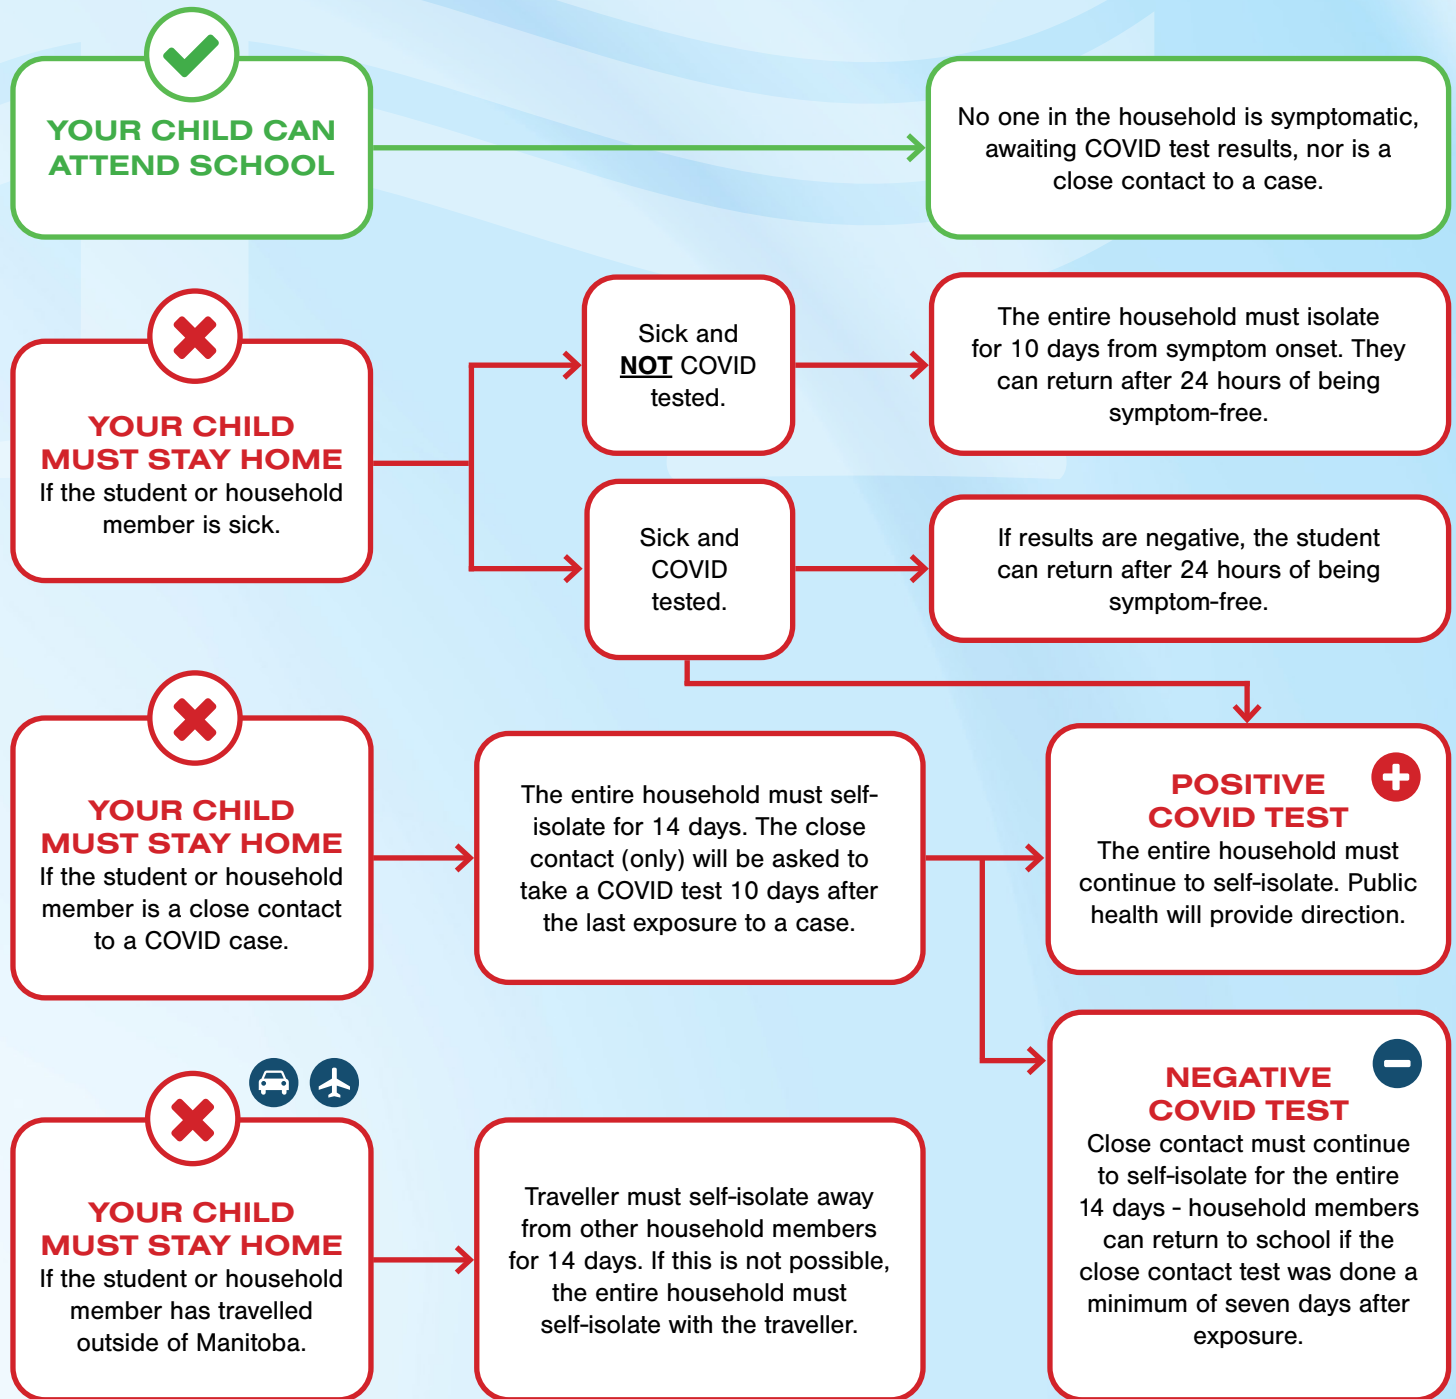 YOUR CHILD CAN
ATTEND SCHOOL
No one in the household is symptomatic,
awaiting COVID test results, nor is a
close contact to a case.
YOUR CHILD
MUST STAY HOME
If the student or household
member is sick.
Sick and
NOT COVID
tested.
The entire household must isolate
for 10 days from symptom onset. They
can return after 24 hours of being
symptom-free.
Sick and
COVID
tested.
If results are negative, the student
can return after 24 hours of being
symptom-free.
YOUR CHILD
MUST STAY HOME
If the student or household
member is a close contact
to a COVID case.
The entire household must self-
isolate for 14 days. The close
contact (only) will be asked to
take a COVID test 10 days after
the last exposure to a case.
POSITIVE
COVID TEST
The entire household must
continue to self-isolate. Public
health will provide direction.
NEGATIVE
COVID TEST
Close contact must continue
to self-isolate for the entire
14 days - household members
can return to school if the
close contact test was done a
minimum of seven days after
exposure.
YOUR CHILD
MUST STAY HOME
If the student or household
member has travelled
outside of Manitoba.
Traveller must self-isolate away
from other household members
for 14 days. If this is not possible,
the entire household must
self-isolate with the traveller.